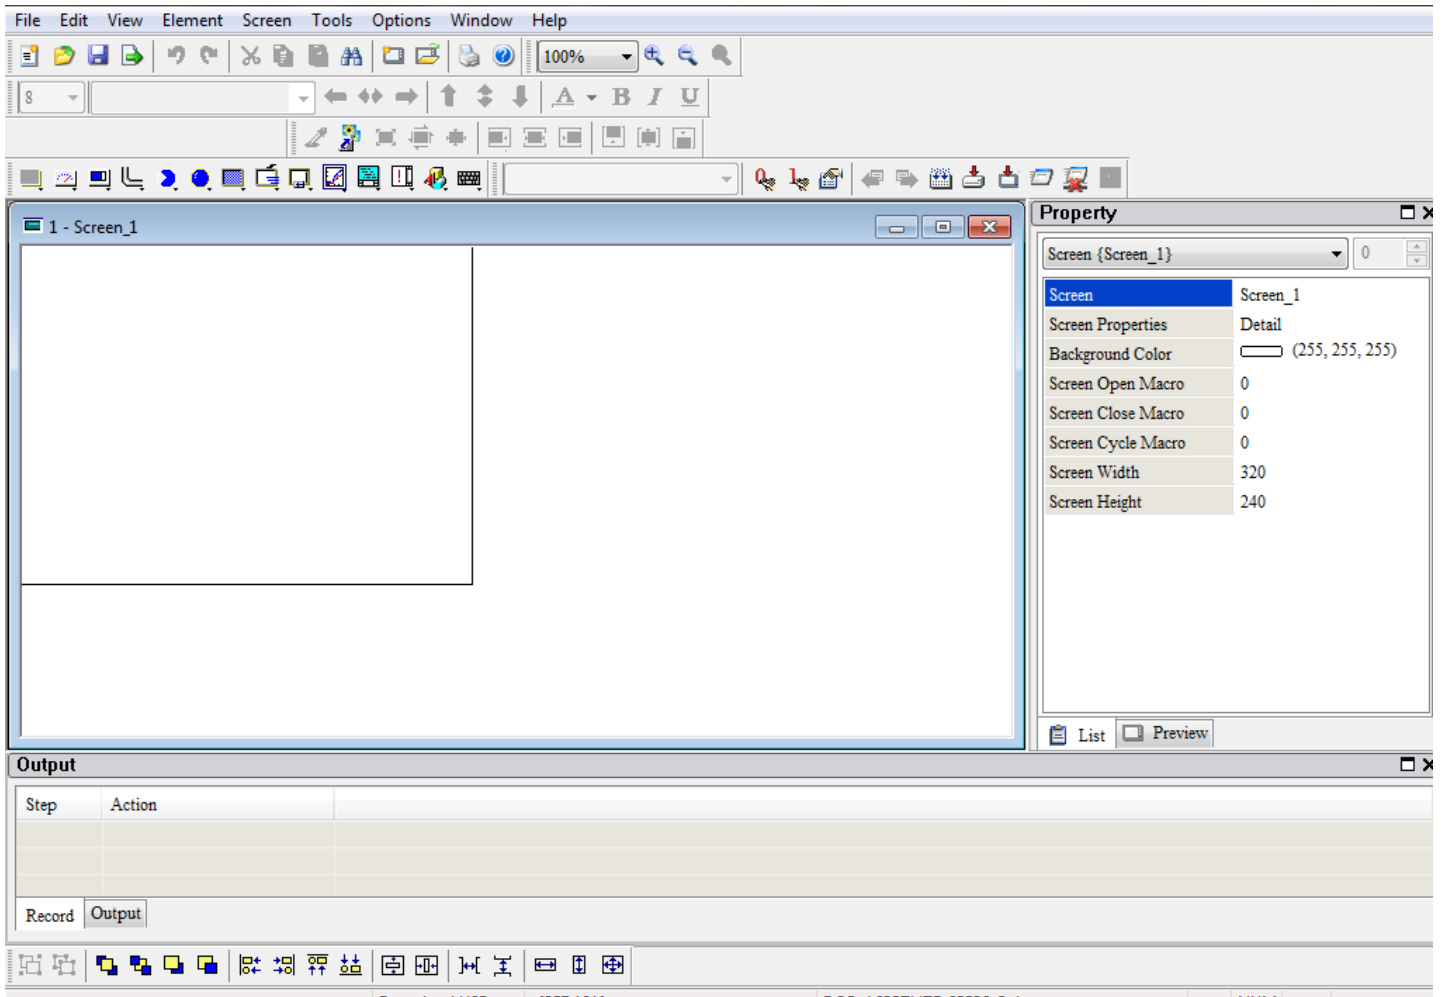 File Edit View Element Screen Tools Options Window Help
100%
8
A B I U
1 - Screen_1
Property
Screen {Screen_1} 0
Screen Screen_1
Screen Properties Detail
Background Color (255, 255, 255)
Screen Open Macro 0
Screen Close Macro 0
Screen Cycle Macro 0
Screen Width 320
Screen Height 240
List Preview
Output
Step Action
Record Output